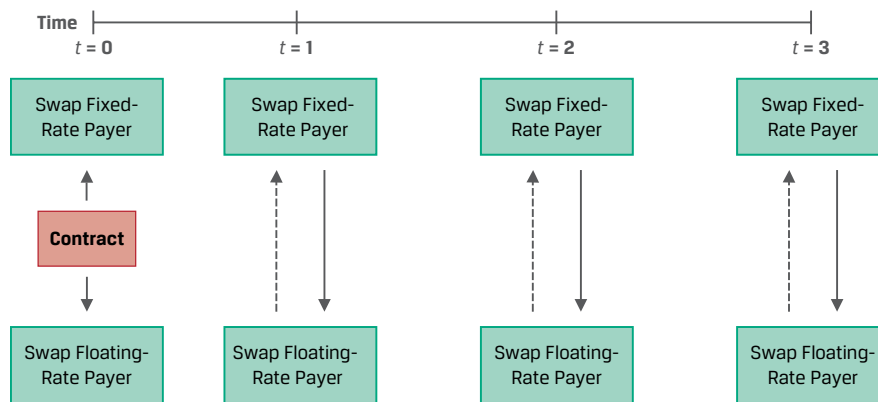 Time
t = 0 t = 1 t = 2 t = 3
Swap Fixed-
Rate Payer
Swap Fixed-
Rate Payer
Swap Fixed-
Rate Payer
Swap Fixed-
Rate Payer
Contract
Swap Floating-
Rate Payer
Swap Floating-
Rate Payer
Swap Floating-
Rate Payer
Swap Floating-
Rate Payer